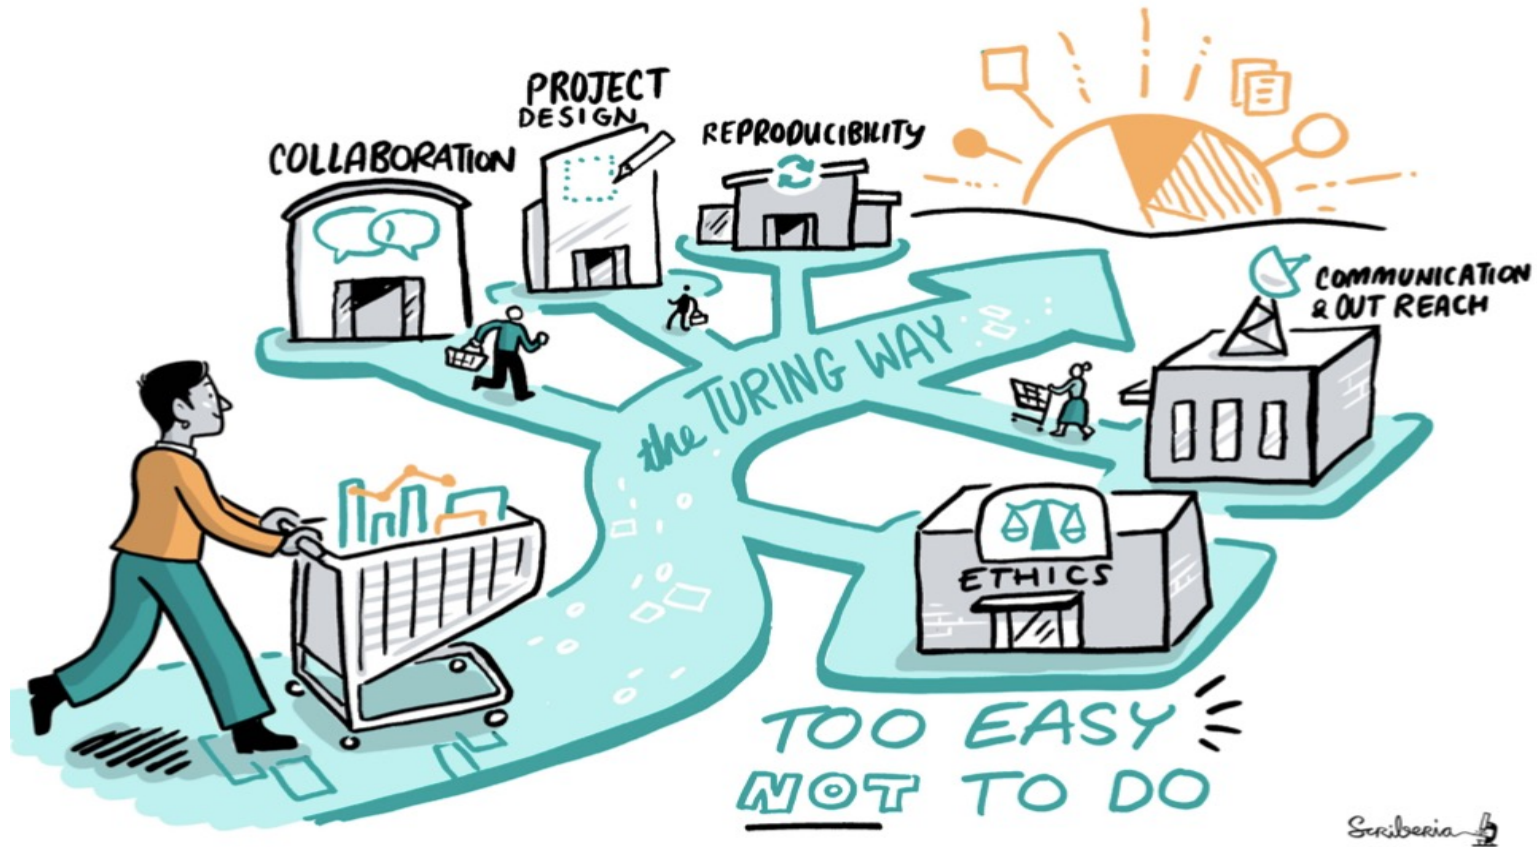 PROJECT
DESIGN
COLLABORATION
REPRODUCIBILITY
COMMUNICATION
& OUT REACH
the TURING WAY
ETHICS
TOO EASY
NOT TO DO
Scriberia